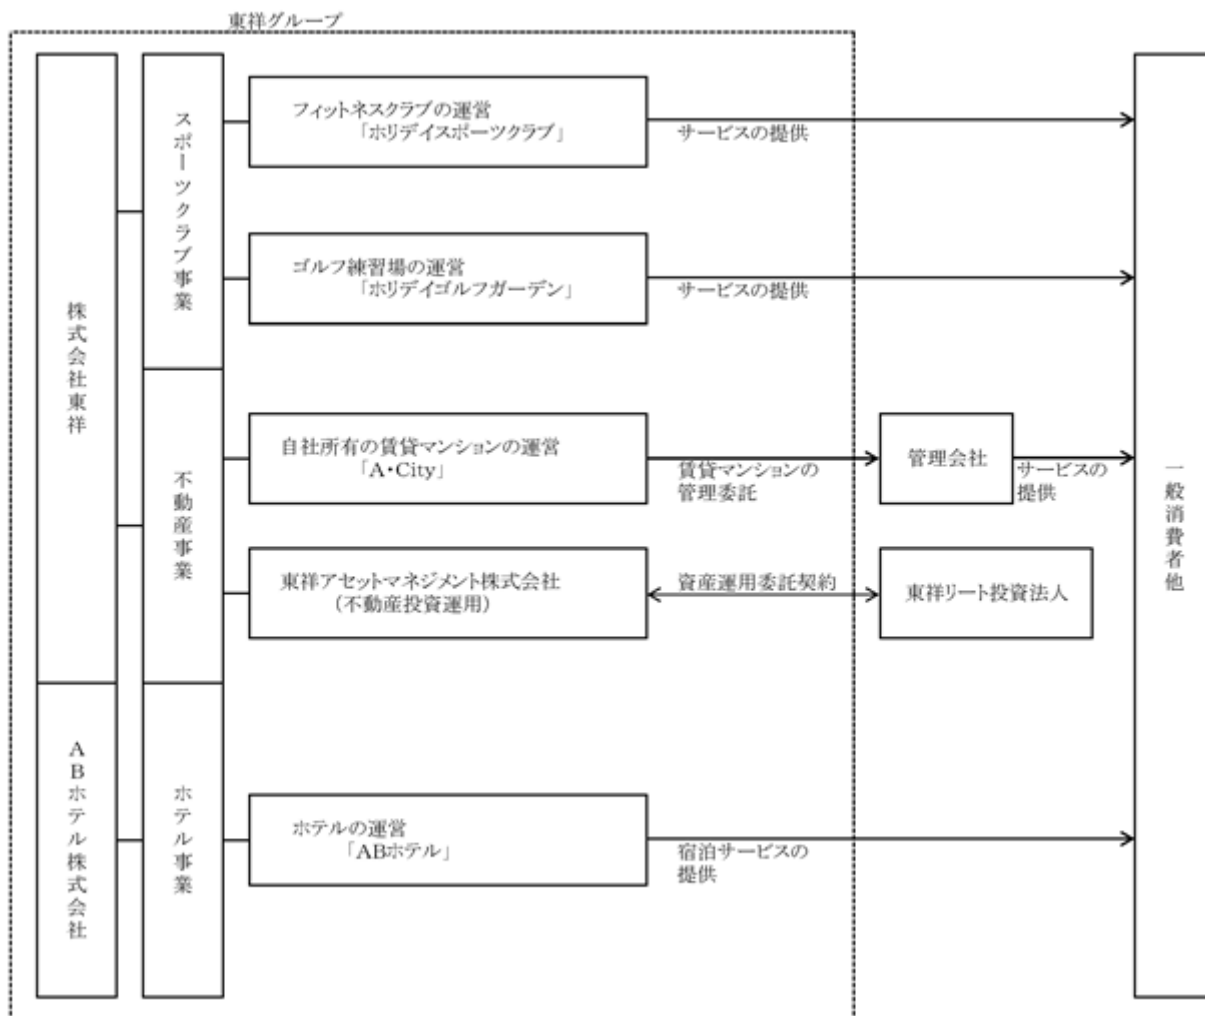 東祥グループ
株式会社東祥
ABホテル株式会社
スポーツクラブ事業
不動産事業
ホテル事業
フィットネスクラブの運営
「ホリデイスポーツクラブ」
サービスの提供
ゴルフ練習場の運営
「ホリデイゴルフガーデン」
サービスの提供
自社所有の賃貸マンションの運営
「A・City」
賃貸マンションの
管理委託
管理会社
サービスの
提供
東祥アセットマネジメント株式会社
(不動産投資運用)
資産運用委託契約
東祥リート投資法人
ホテルの運営
「ABホテル」
宿泊サービスの
提供
一般消費者他